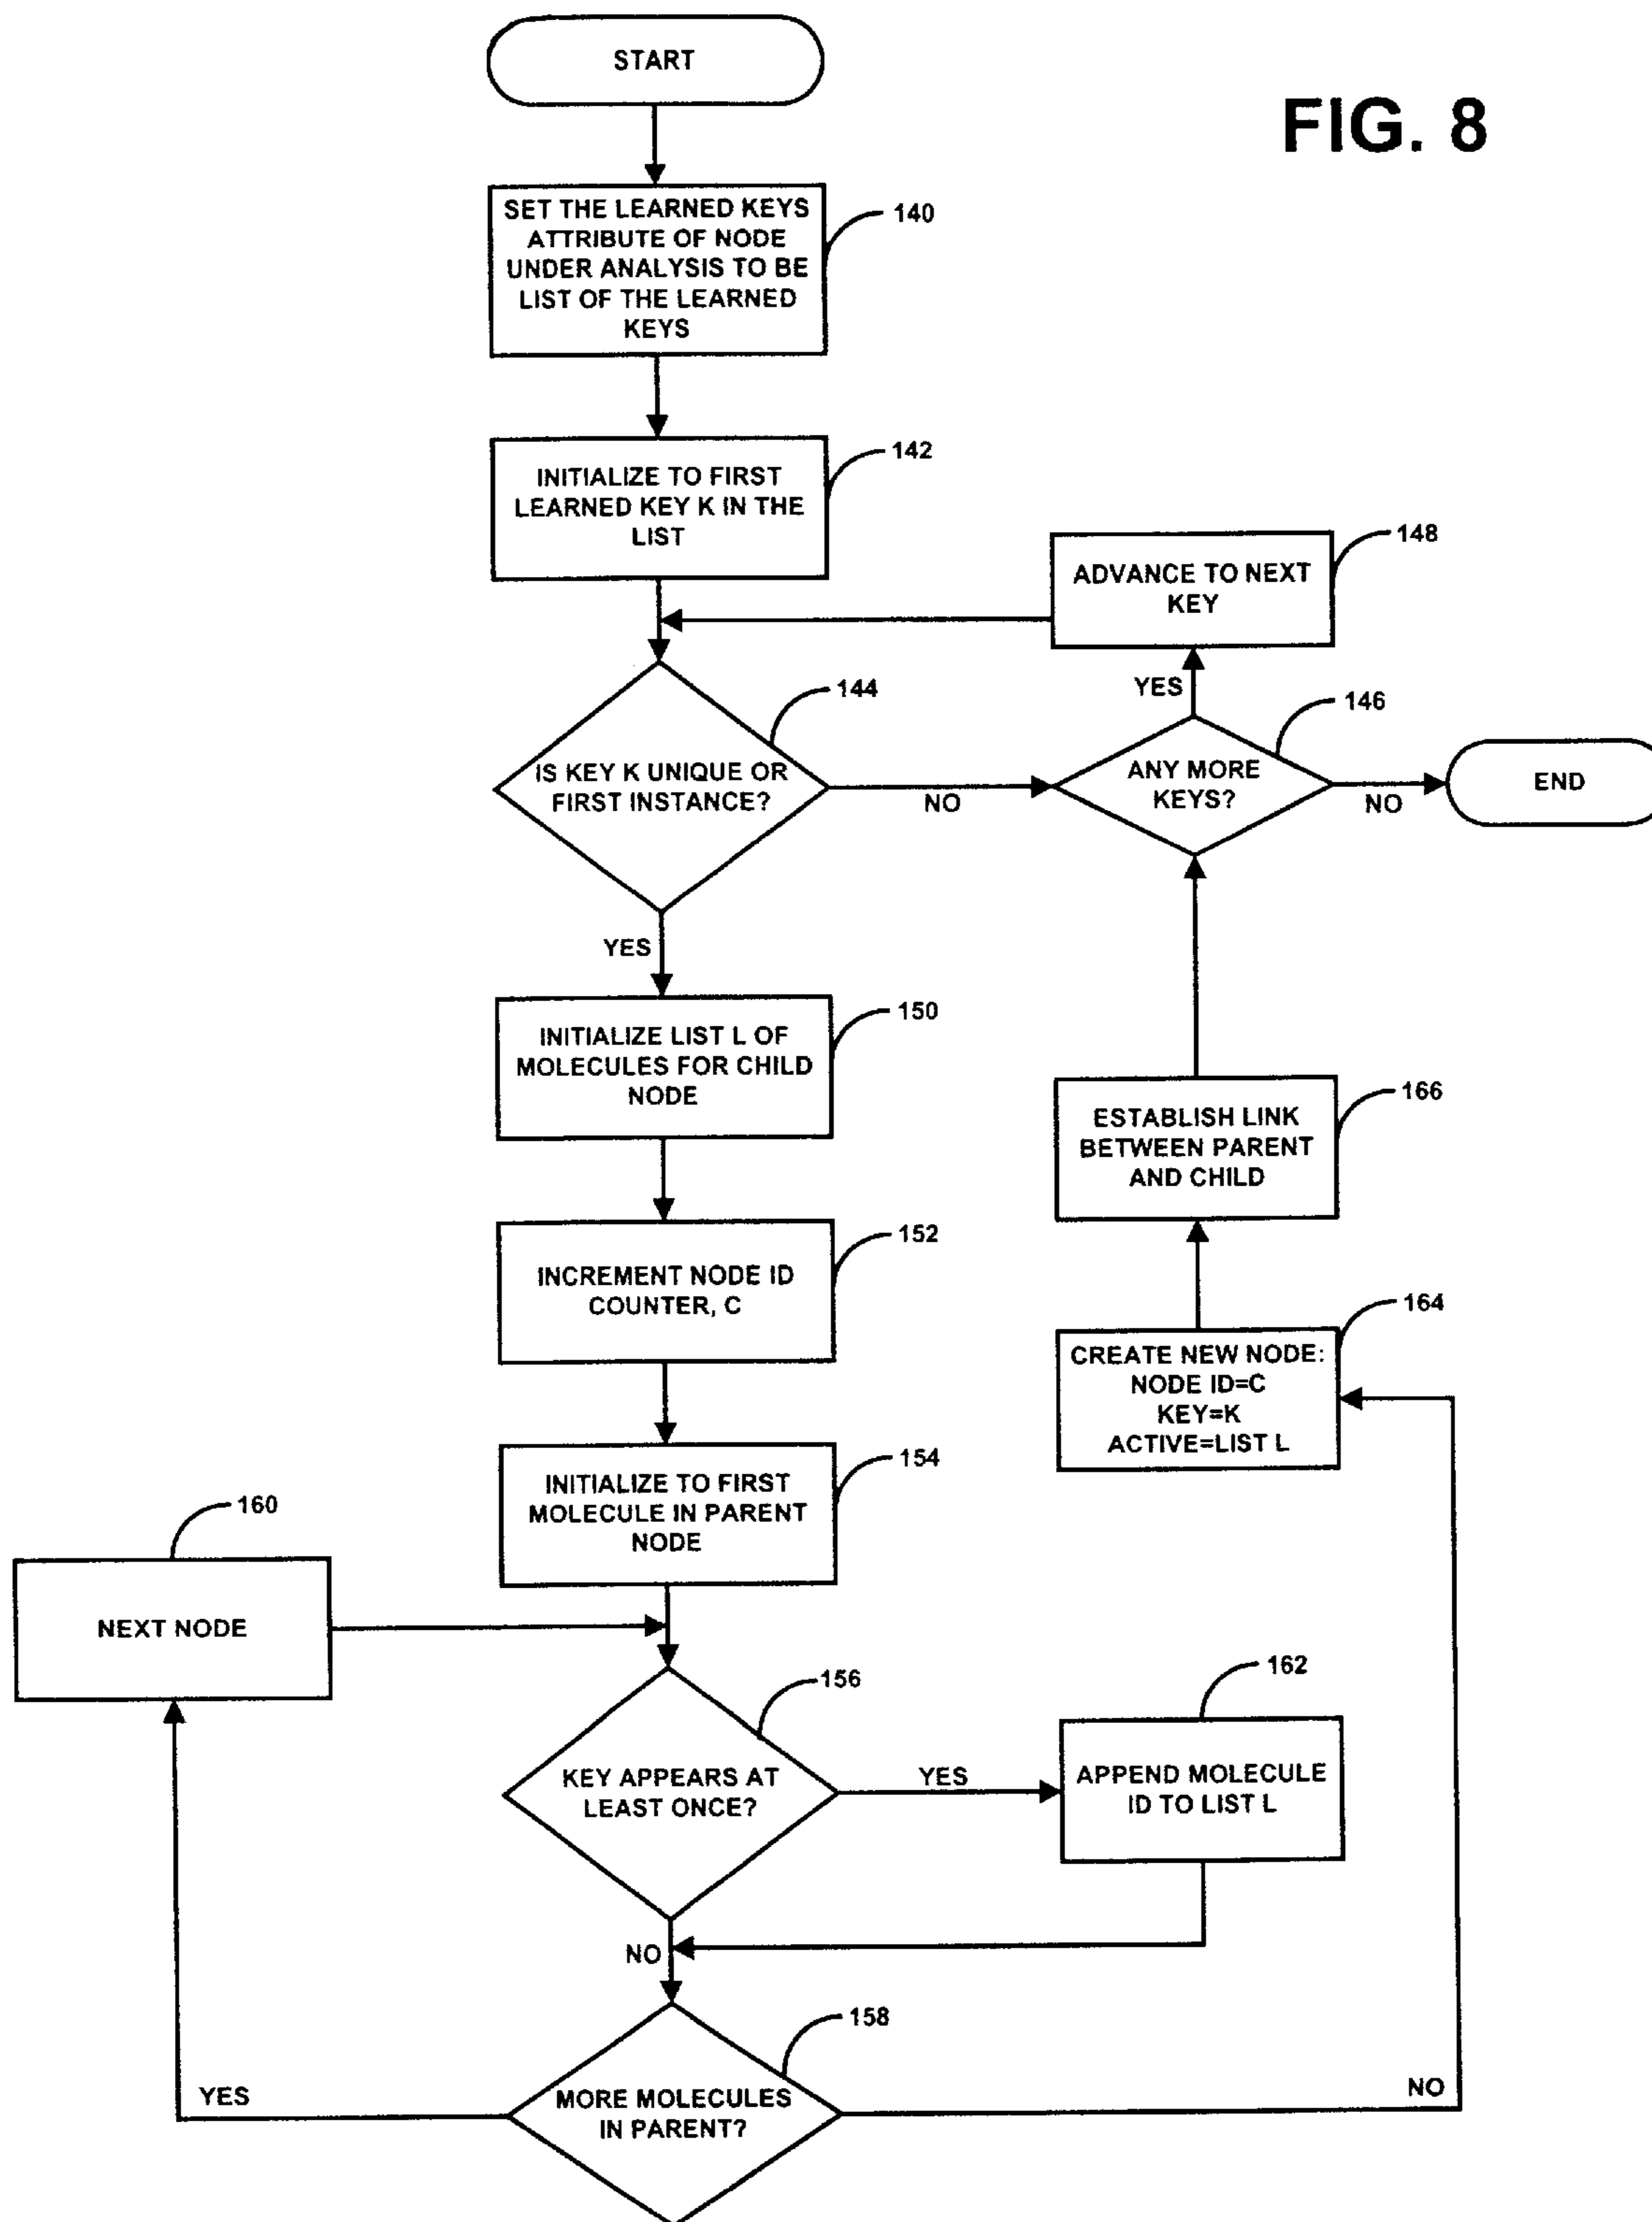 START
FIG. 8
SET THE LEARNED KEYS
ATTRIBUTE OF NODE
UNDER ANALYSIS TO BE
LIST OF THE LEARNED
KEYS
140
INITIALIZE TO FIRST
LEARNED KEY K IN THE
LIST
142
ADVANCE TO NEXT
KEY
148
YES
IS KEY K UNIQUE OR
FIRST INSTANCE?
144
NO
ANY MORE
KEYS?
146
NO
END
YES
INITIALIZE LIST L OF
MOLECULES FOR CHILD
NODE
150
ESTABLISH LINK
BETWEEN PARENT
AND CHILD
166
INCREMENT NODE ID
COUNTER, C
152
CREATE NEW NODE:
NODE ID=C
KEY=K
ACTIVE=LIST L
164
INITIALIZE TO FIRST
MOLECULE IN PARENT
NODE
154
160
NEXT NODE
156
KEY APPEARS AT
LEAST ONCE?
YES
162
APPEND MOLECULE
ID TO LIST L
NO
158
MORE MOLECULES
IN PARENT?
YES
NO